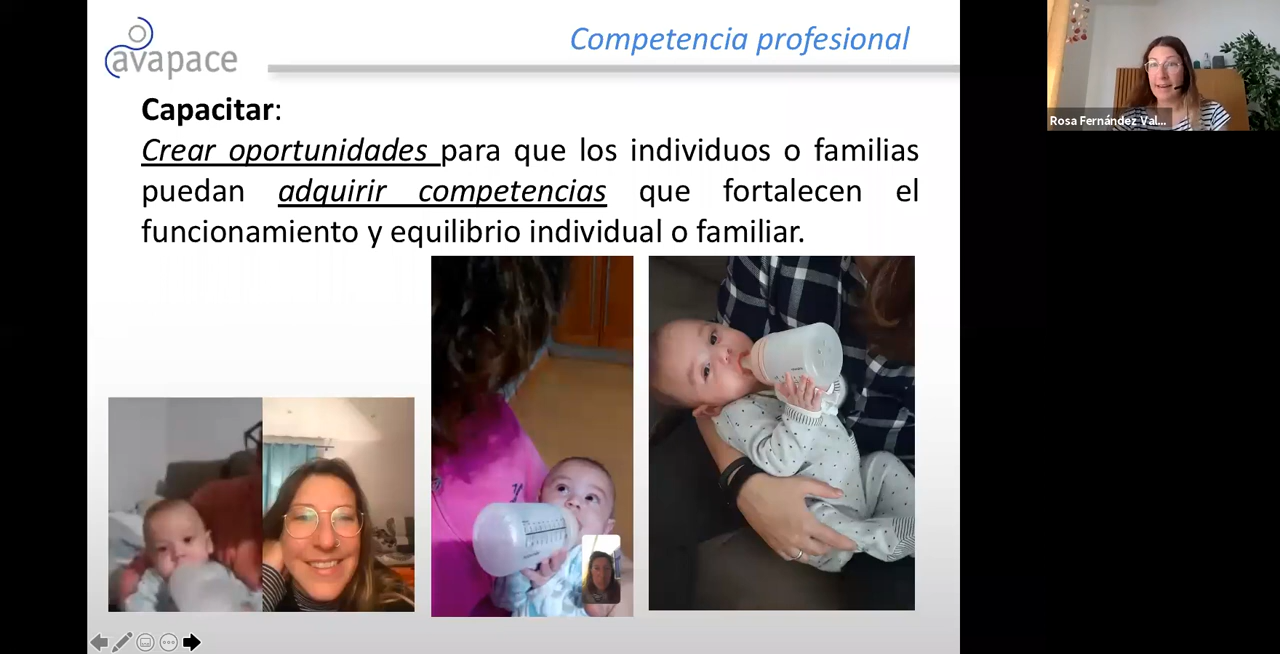 avapace
Competencia profesional
Capacitar:
Crear oportunidades para que los individuos o familias
puedan adquirir competencias que fortalecen el
funcionamiento y equilibrio individual o familiar.
Rosa Fernández Val...